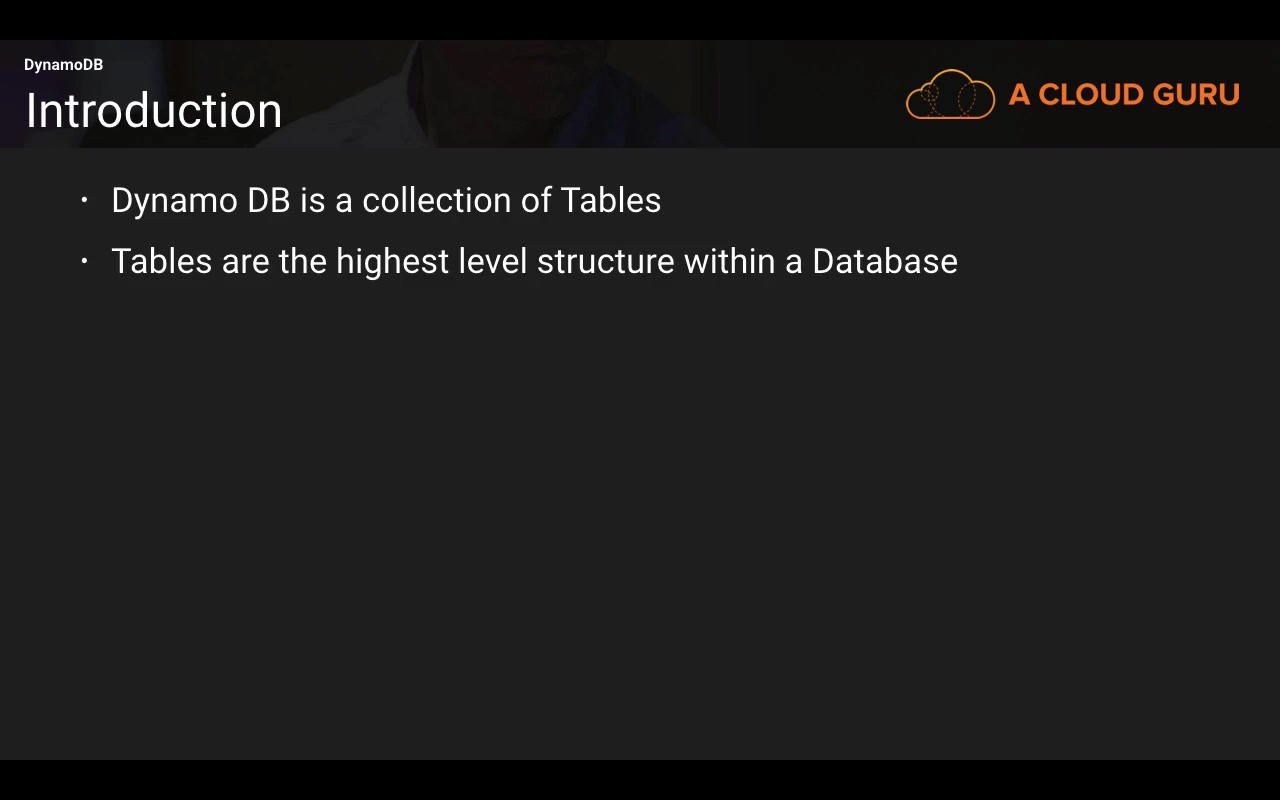 DynamoDB
Introduction
A CLOUD GURU
• Dynamo DB is a collection of Tables
• Tables are the highest level structure within a Database